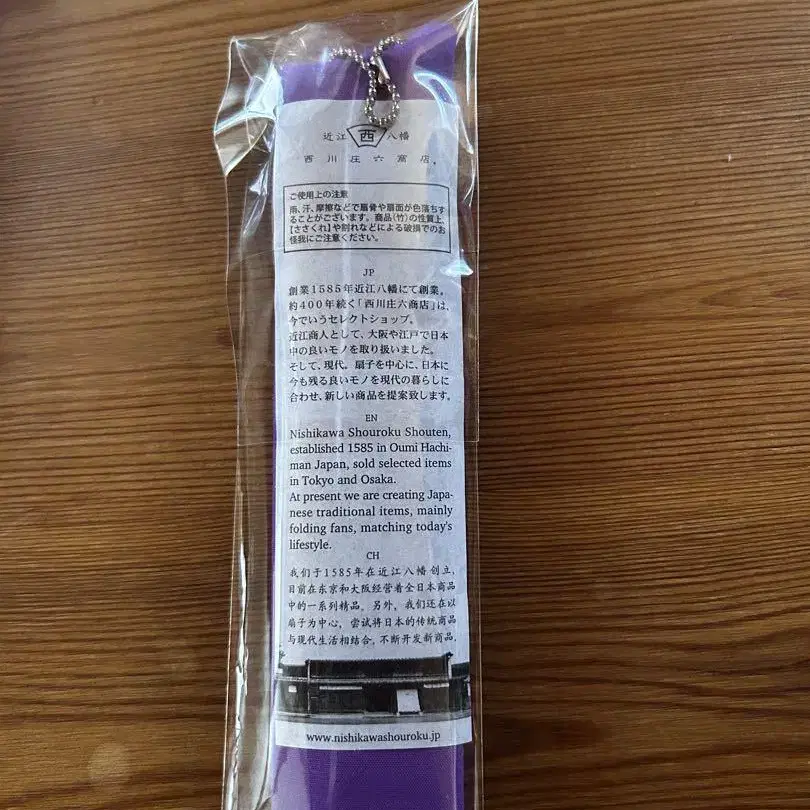 近江 西 八幡
西川庄六商店.
ご使用上の注意
雨、汗、摩擦などで扇骨や扇面が色落ちす
ることがございます。商品(竹)の性質上、
【ささくれ】や割れなどによる破損でのお
怪我にご注意ください。
JP
創業1585年近江八幡にて創業。
約400年続く「西川庄六商店」は、
今でいうセレクトショップ。
近江商人として、大阪や江戸で日本
中の良いモノを取り扱いました。
そして、現代。扇子を中心に、日本に
今も残る良いモノを現代の暮らしに
合わせ、新しい商品を提案致します。
EN
Nishikawa Shouroku Shouten,
established 1585 in Oumi Hachi-
man Japan, sold selected items
in Tokyo and Osaka.
At present we are creating Japa-
nese traditional items, mainly
folding fans, matching today's
lifestyle.
CH
我们于1585年在近江八幡创立,
目前在东京和大阪经营着全日本商品
中的一系列精品。另外,我们还在以
扇子为中心,尝试将日本的传统商品
与现代生活相结合,不断开发新商品,
www.nishikawashouroku.jp